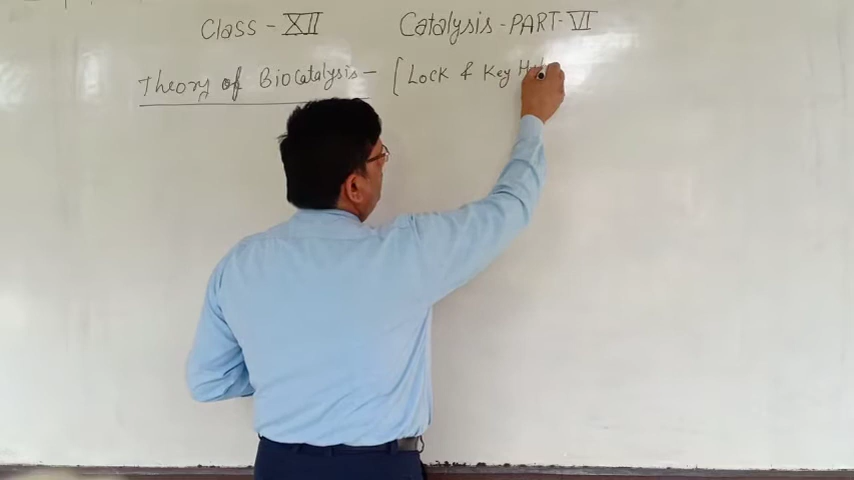 Class - XII Catalysis - PART - VI
Theory of Biocatalysis - [Lock & Key